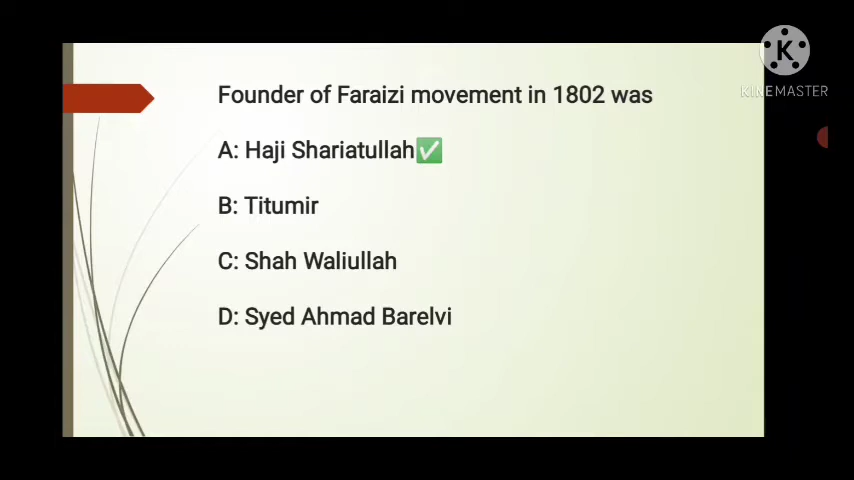 Founder of Faraizi movement in 1802 was
A: Haji Shariatullah✅
B: Titumir
C: Shah Waliullah
D: Syed Ahmad Barelvi
K
KINEMASTER